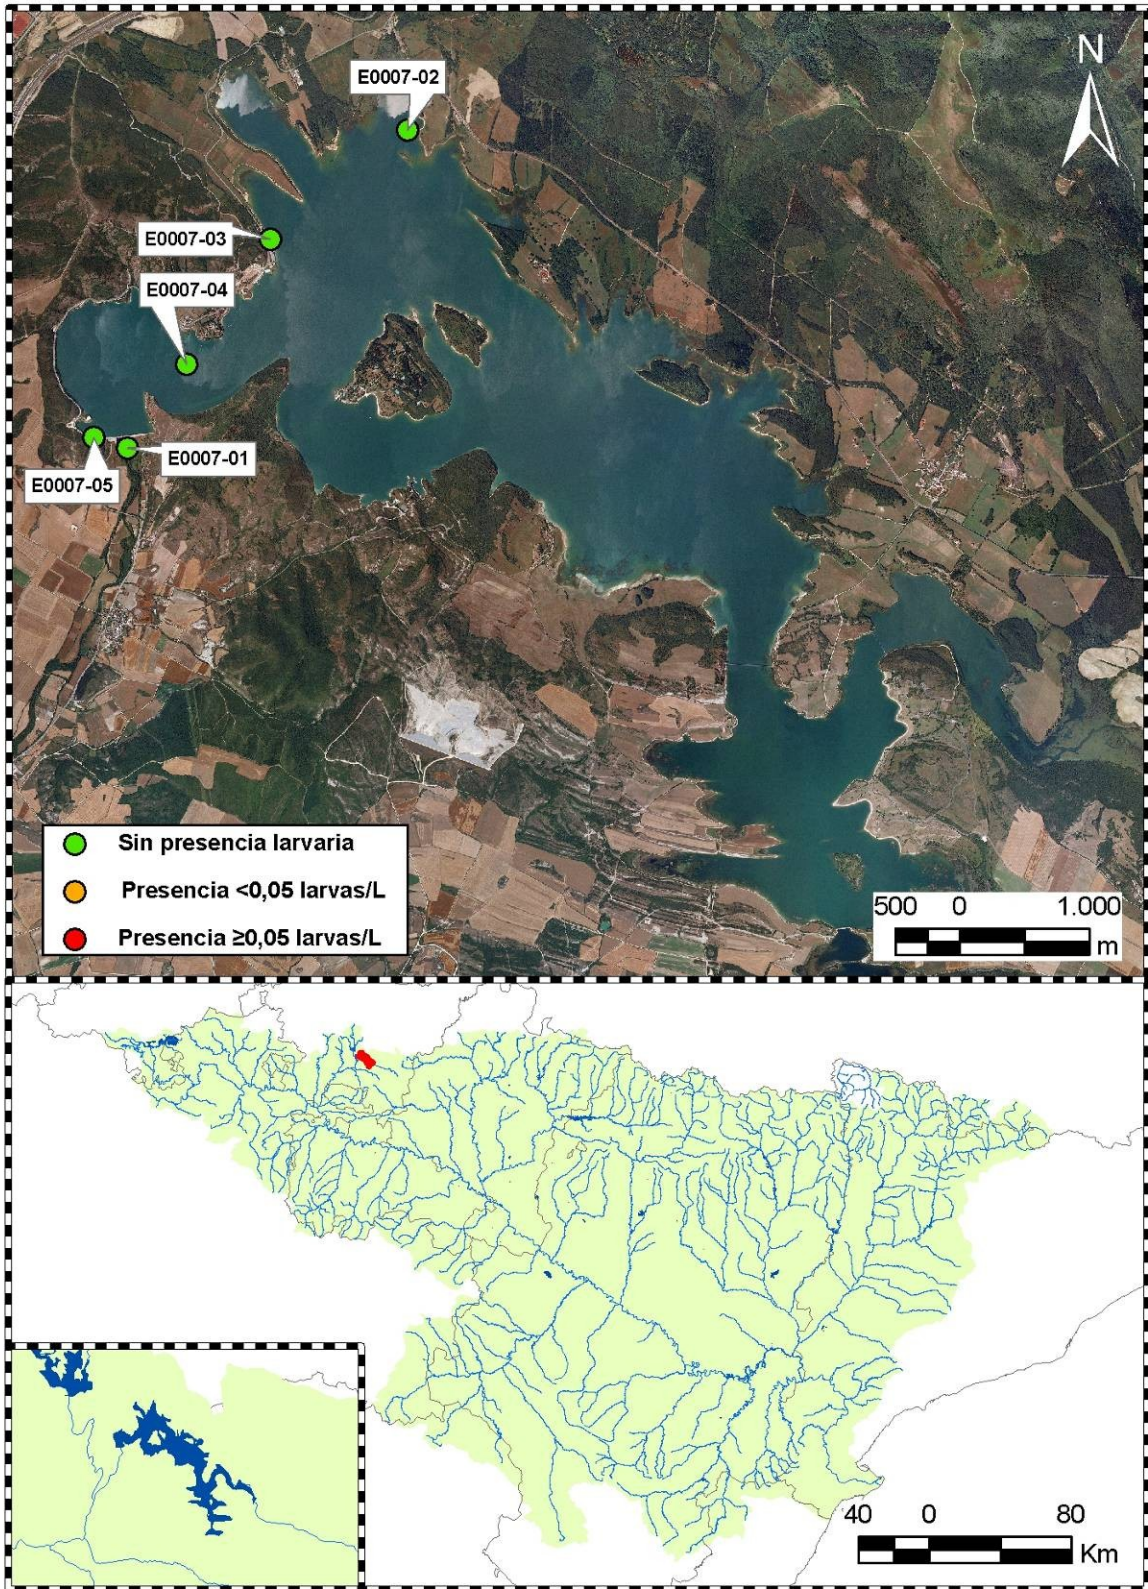 E0007-02
N
E0007-03
E0007-04
E0007-01
E0007-05
Sin presencia larvaria
Presencia <0,05 larvas/L
Presencia ≥0,05 larvas/L
500 0 1.000
m
40 0 80
Km